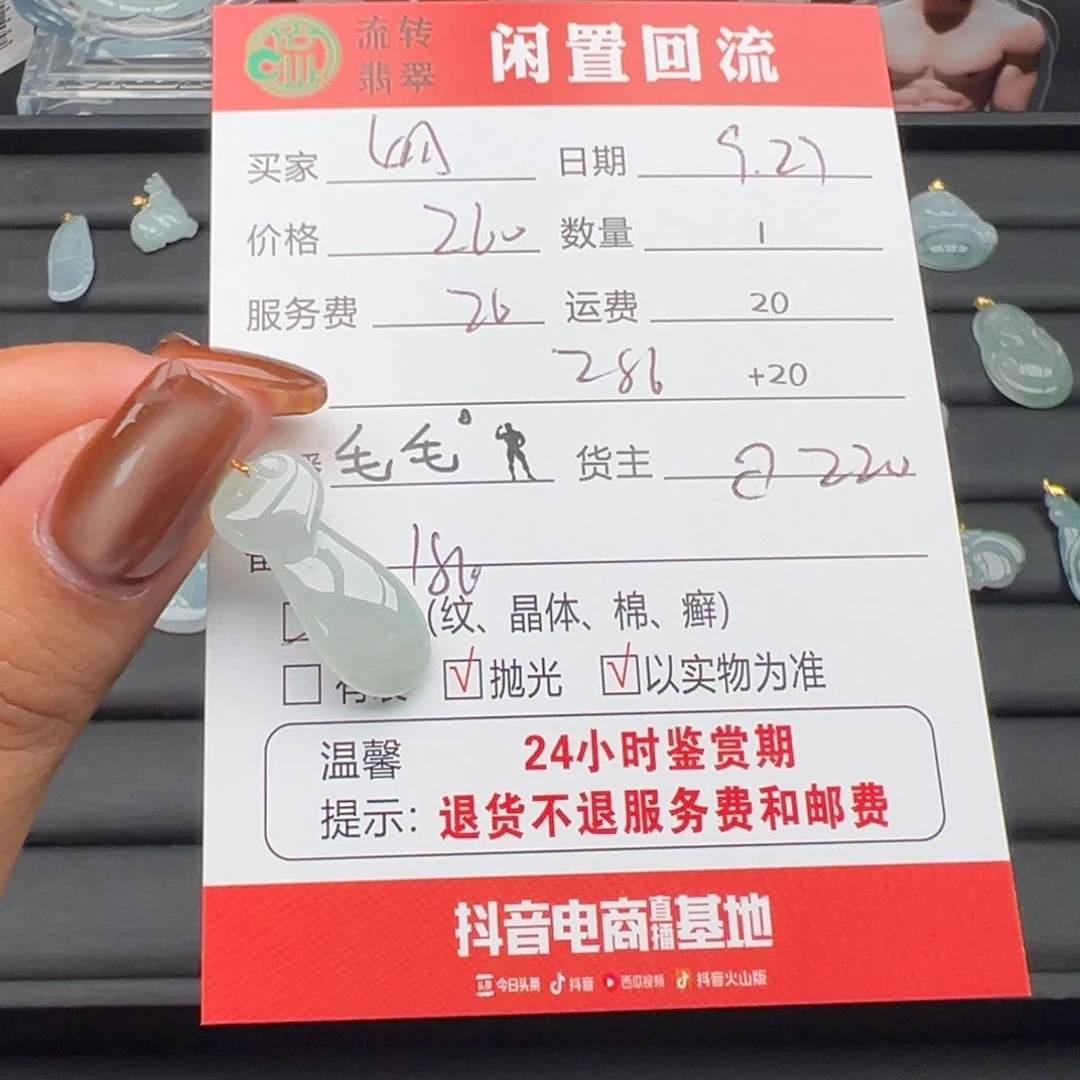 流转
翡翠
闲置回流
买家 日期 9.27
价格 260 数量 1
服务费 26 运费 20
286 +20
毛毛 货主 220
186
(纹、晶体、棉、癣)
抛光 以实物为准
温馨 24小时鉴赏期
提示: 退货不退服务费和邮费
抖音电商直播基地
头条 今日头条 抖音 西瓜视频 抖音火山版